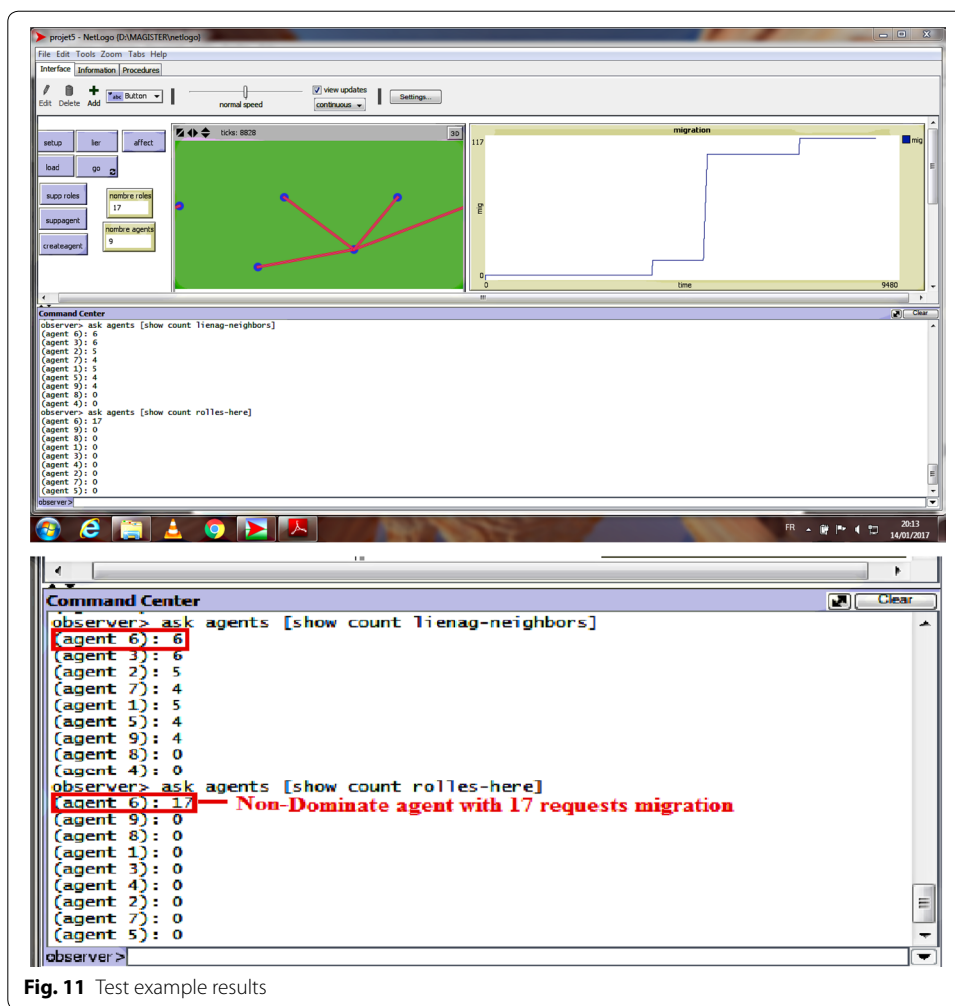 projet5 - NetLogo {D:\MAGISTER\netlogo}
File Edit Tools Zoom Tabs Help
Interface Information Procedures
Edit Delete Add
abc Button
normal speed
view updates
continuous
Settings...
setup lier affect
load go
supp roles
suppagent
createagent
nombre roles
17
nombre agents
9
ticks: 8828
3D
migration
117
mig
0
0 time 9480
mig
Command Center
Clear
observer> ask agents [show count lienag-neighbors]
(agent 6): 6
(agent 3): 6
(agent 2): 5
(agent 7): 4
(agent 1): 5
(agent 5): 4
(agent 9): 4
(agent 8): 0
(agent 4): 0
observer> ask agents [show count rolles-here]
(agent 6): 17
(agent 9): 0
(agent 8): 0
(agent 1): 0
(agent 3): 0
(agent 4): 0
(agent 2): 0
(agent 7): 0
(agent 5): 0
observer>
FR
20:13
14/01/2017
Command Center
Clear
observer> ask agents [show count lienag-neighbors]
(agent 6): 6
(agent 3): 6
(agent 2): 5
(agent 7): 4
(agent 1): 5
(agent 5): 4
(agent 9): 4
(agent 8): 0
(agent 4): 0
observer> ask agents [show count rolles-here]
(agent 6): 17 Non-Dominate agent with 17 requests migration
(agent 9): 0
(agent 8): 0
(agent 1): 0
(agent 3): 0
(agent 4): 0
(agent 2): 0
(agent 7): 0
(agent 5): 0
observer>
Fig. 11 Test example results